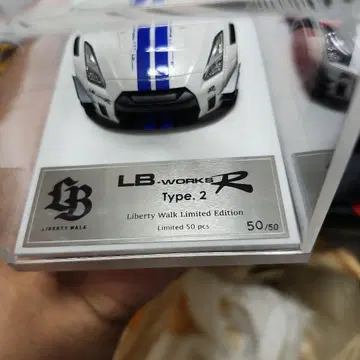 LB-WORKS R
Type. 2
Liberty Walk Limited Edition
Limited 50 pcs
50/50
LB
LIBERTY WALK